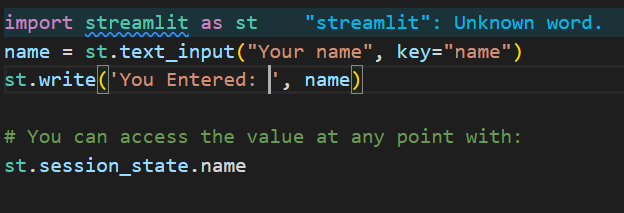 import streamlit as st    "streamlit": Unknown word.
name = st.text_input("Your name", key="name")
st.write('You Entered: ', name)
# You can access the value at any point with:
st.session_state.name